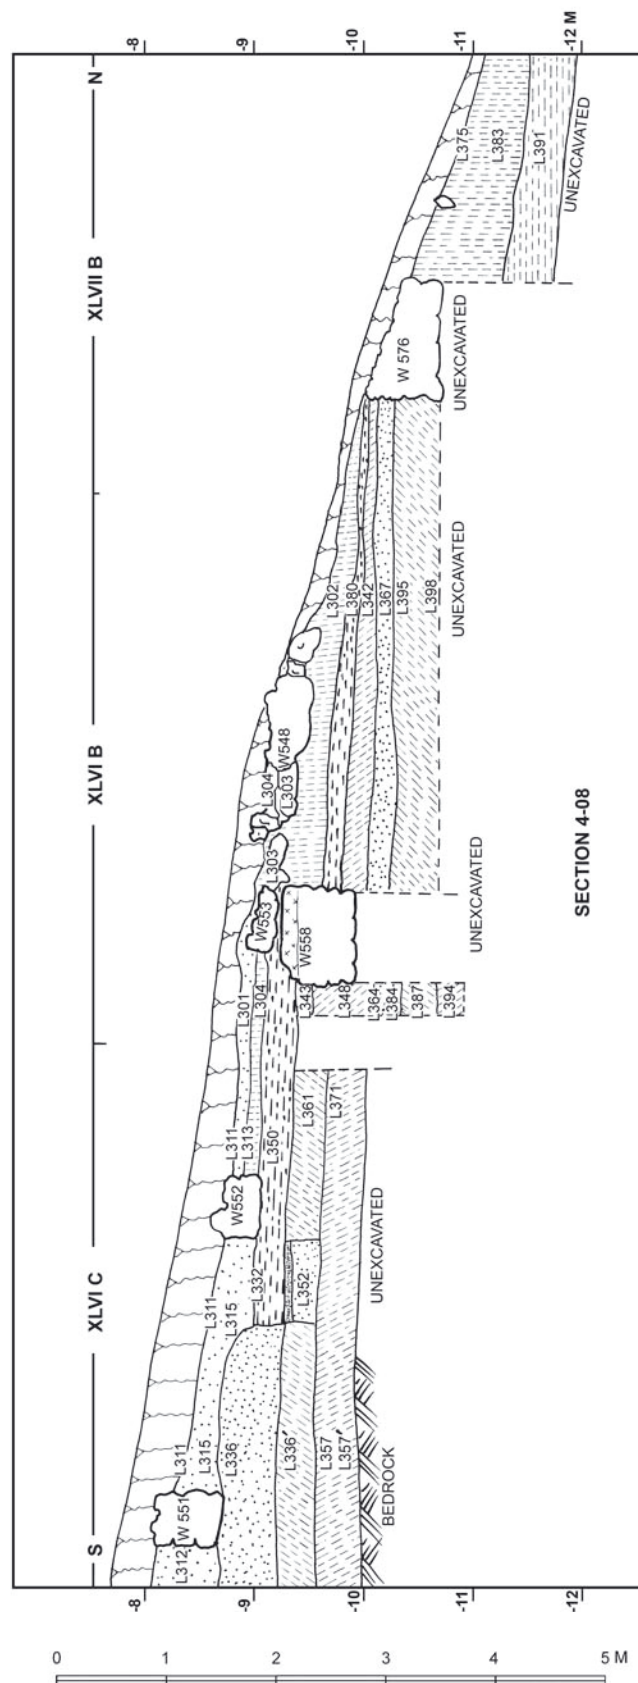 -8
-9
-10
-11
-12 M
N
XLVII B
XLVI B
XLVI C
S
L375
L383
L391
UNEXCAVATED
W 576
UNEXCAVATED
L302
L380
L342
L367
L395
L398
UNEXCAVATED
W548
L304
L303
L303
W553
W558
UNEXCAVATED
L301
L304
L343
L348
L364
L384
L387
L394
L311
L313
L350
L361
L371
W552
L332
L352
UNEXCAVATED
L311
L315
L311
L315
L336
L336'
L357
L357'
BEDROCK
W 551
L312
SECTION 4-08
-8
-9
-10
-11
-12
0
1
2
3
4
5 M